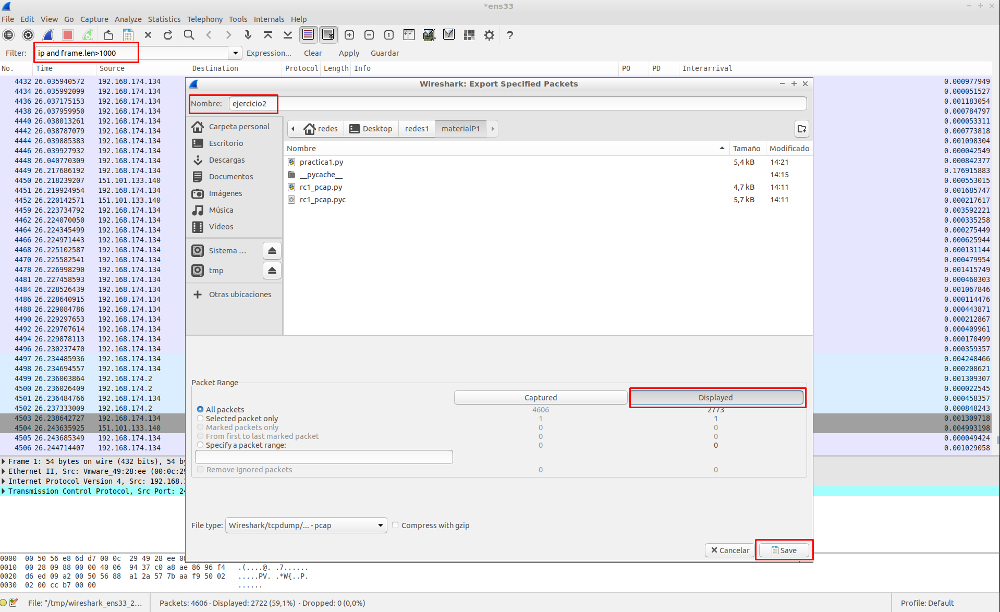 *ens33
File Edit View Go Capture Analyze Statistics Telephony Tools Internals Help
Filter: ip and frame.len>1000 Expression... Clear Apply Guardar
No. Time Source Destination Protocol Length Info PO PD Interarrival
4432 26.035940572 192.168.174.134 0.000977949
4434 26.035992099 192.168.174.134 0.000051527
4436 26.037175153 192.168.174.134 0.001183054
4438 26.037959950 192.168.174.134 0.000784797
4440 26.038013261 192.168.174.134 0.000053311
4442 26.038787079 192.168.174.134 0.000773818
4444 26.039885383 192.168.174.134 0.001098304
4446 26.039927932 192.168.174.134 0.000042549
4448 26.040770309 192.168.174.134 0.000842377
4449 26.217686192 192.168.174.134 0.176915883
4450 26.218239207 151.101.133.140 0.000553015
4451 26.219924954 192.168.174.134 0.001685747
4452 26.220142571 151.101.133.140 0.000217617
4459 26.223734792 192.168.174.134 0.003592221
4462 26.224070050 192.168.174.134 0.000335258
4464 26.224345499 192.168.174.134 0.000275449
4466 26.224971443 192.168.174.134 0.000625944
4468 26.225102587 192.168.174.134 0.000131144
4470 26.225582541 192.168.174.134 0.000479954
4478 26.226998290 192.168.174.134 0.001415749
4481 26.227458593 192.168.174.134 0.000460303
4484 26.228526439 192.168.174.134 0.001067846
4486 26.228640915 192.168.174.134 0.000114476
4488 26.229084786 192.168.174.134 0.000443871
4490 26.229297653 192.168.174.134 0.000212867
4492 26.229707614 192.168.174.134 0.000409961
4494 26.229878113 192.168.174.134 0.000170499
4496 26.230237470 192.168.174.134 0.000359357
4497 26.234485936 192.168.174.134 0.004248466
4498 26.234694557 192.168.174.134 0.000208621
4499 26.236003864 192.168.174.2 0.001309307
4500 26.236026409 192.168.174.2 0.000022545
4501 26.236484766 192.168.174.134 0.000458357
4502 26.237333009 192.168.174.2 0.000848243
4503 26.238642727 192.168.174.134 0.001309718
4504 26.243635925 151.101.133.140 0.004993198
4505 26.243685349 192.168.174.134 0.000049424
4506 26.244714407 192.168.174.134 0.001029058
Wireshark: Export Specified Packets
Nombre: ejercicio2
redes Desktop redes1 materialP1
Carpeta personal
Escritorio
Descargas
Documentos
Imágenes
Música
Vídeos
Sistema ...
tmp
Otras ubicaciones
Nombre Tamaño Modificado
practica1.py 5,4 kB 14:21
__pycache__ 14:15
rc1_pcap.py 4,7 kB 14:11
rc1_pcap.pyc 5,7 kB 14:11
Packet Range
Captured Displayed
All packets 4606 2773
Selected packet only 1 1
Marked packets only 0 0
From first to last marked packet 0 0
Specify a packet range: 0 0
Remove Ignored packets 0 0
File type: Wireshark/tcpdump/... - pcap Compress with gzip
Cancelar Save
Frame 1: 54 bytes on wire (432 bits), 54 by
Ethernet II, Src: Vmware_49:28:ee (00:0c:29
Internet Protocol Version 4, Src: 192.168.1
Transmission Control Protocol, Src Port: 24
0000 00 50 56 e8 6d d7 00 0c 29 49 28 ee 08
0010 00 28 09 88 00 00 40 06 94 37 c0 a8 ae 86 96 f4 .(....@. .7......
0020 d6 ed 09 a2 00 50 56 88 a1 2a 57 7b aa f9 50 02 .....PV. .*W{..P.
0030 02 00 cc b7 00 00 ......
File: "/tmp/wireshark_ens33_2... Packets: 4606 · Displayed: 2722 (59,1%) · Dropped: 0 (0,0%) Profile: Default